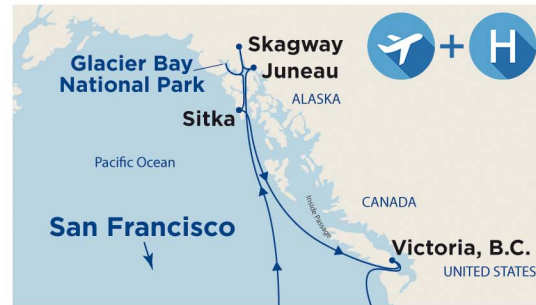 Skagway
Glacier Bay
National Park
Juneau
ALASKA
Sitka
+
H
Pacific Ocean
San Francisco
Inside Passage
CANADA
Victoria, B.C.
UNITED STATES